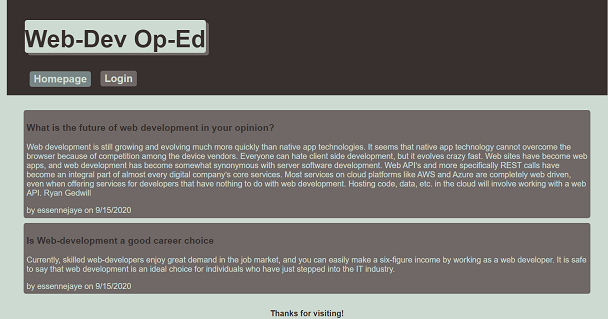 Web-Dev Op-Ed
Homepage Login
What is the future of web development in your opinion?
Web development is still growing and evolving much more quickly than native app technologies. It seems that native app technology cannot overcome the
browser because of competition among the device vendors. Everyone can hate client side development, but it evolves crazy fast. Web sites have become web
apps, and web development has become somewhat synonymous with server software development. Web API's and more specifically REST calls have
become an integral part of almost every digital company's core services. Most services on cloud platforms like AWS and Azure are completely web driven,
even when offering services for developers that have nothing to do with web development. Hosting code, data, etc. in the cloud will involve working with a web
API. Ryan Gedwill
by essennejaye on 9/15/2020
Is Web-development a good career choice
Currently, skilled web-developers enjoy great demand in the job market, and you can easily make a six-figure income by working as a web developer. It is safe
to say that web development is an ideal choice for individuals who have just stepped into the IT industry.
by essennejaye on 9/15/2020
Thanks for visiting!